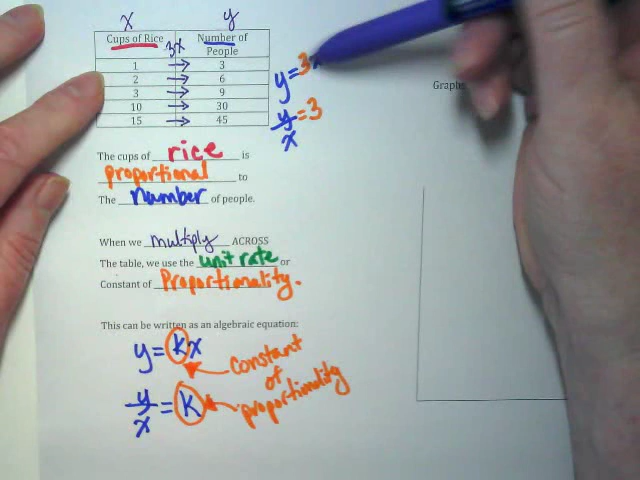 x y
Cups of Rice 3x Number of
People
1 → 3
2 → 6
3 → 9
10 → 30
15 → 45
y=3x
y/x=3
Graph:
The cups of rice is
proportional to
The number of people.
When we multiply ACROSS
The table, we use the unit rate or
Constant of Proportionality.
This can be written as an algebraic equation:
y = kx
y/x = k
constant
of
proportionality